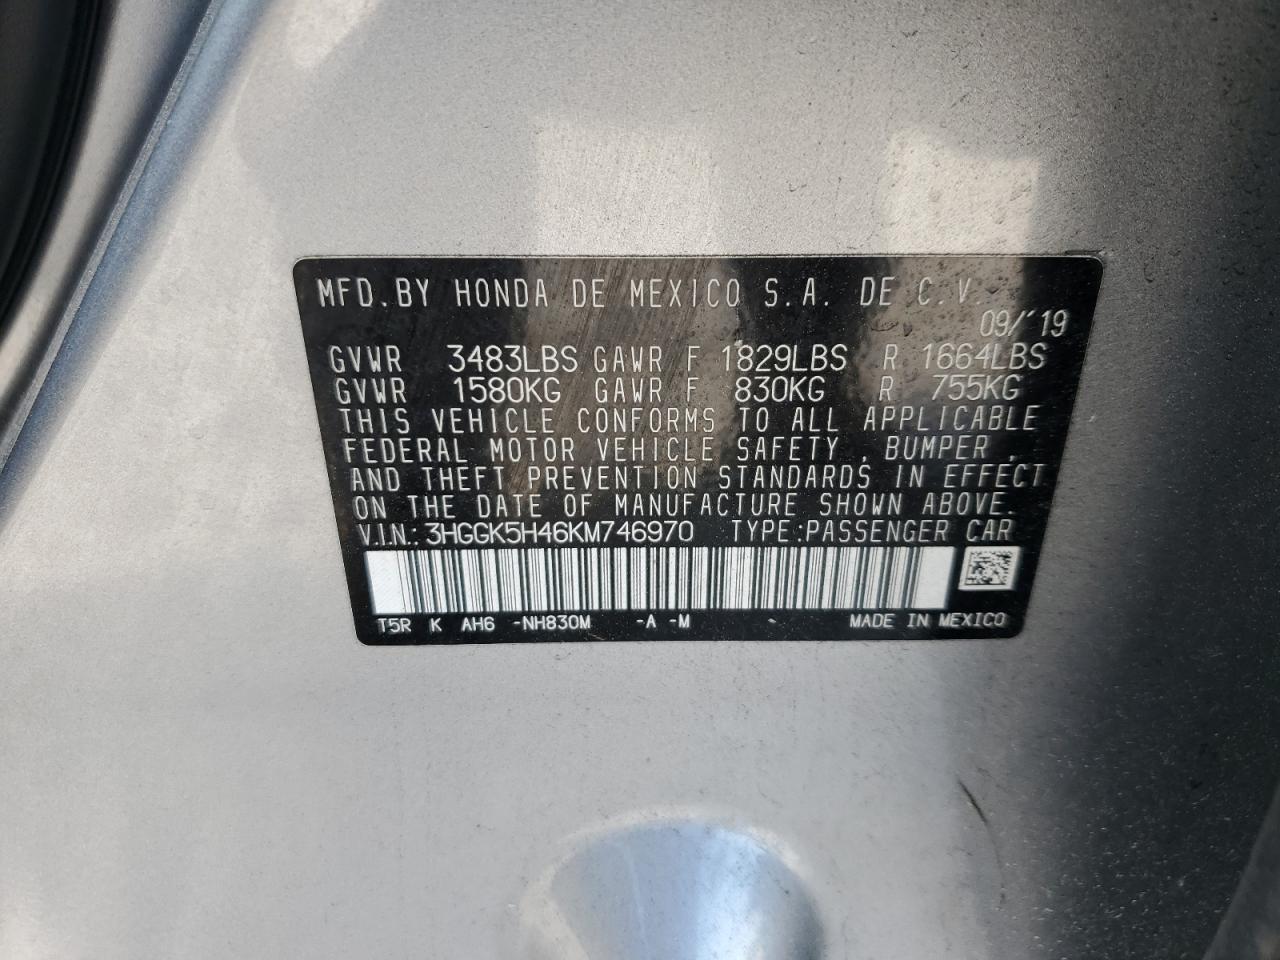 MFD.BY HONDA DE MEXICO S.A. DE C.V.
09/'19
GVWR 3483LBS GAWR F 1829LBS R 1664LBS
GVWR 1580KG GAWR F 830KG R 755KG
THIS VEHICLE CONFORMS TO ALL APPLICABLE
FEDERAL MOTOR VEHICLE SAFETY , BUMPER ,
AND THEFT PREVENTION STANDARDS IN EFFECT
ON THE DATE OF MANUFACTURE SHOWN ABOVE.
V.I.N.: 3HGGK5H46KM746970 TYPE:PASSENGER CAR
T5R K AH6 -NH830M -A -M - MADE IN MEXICO